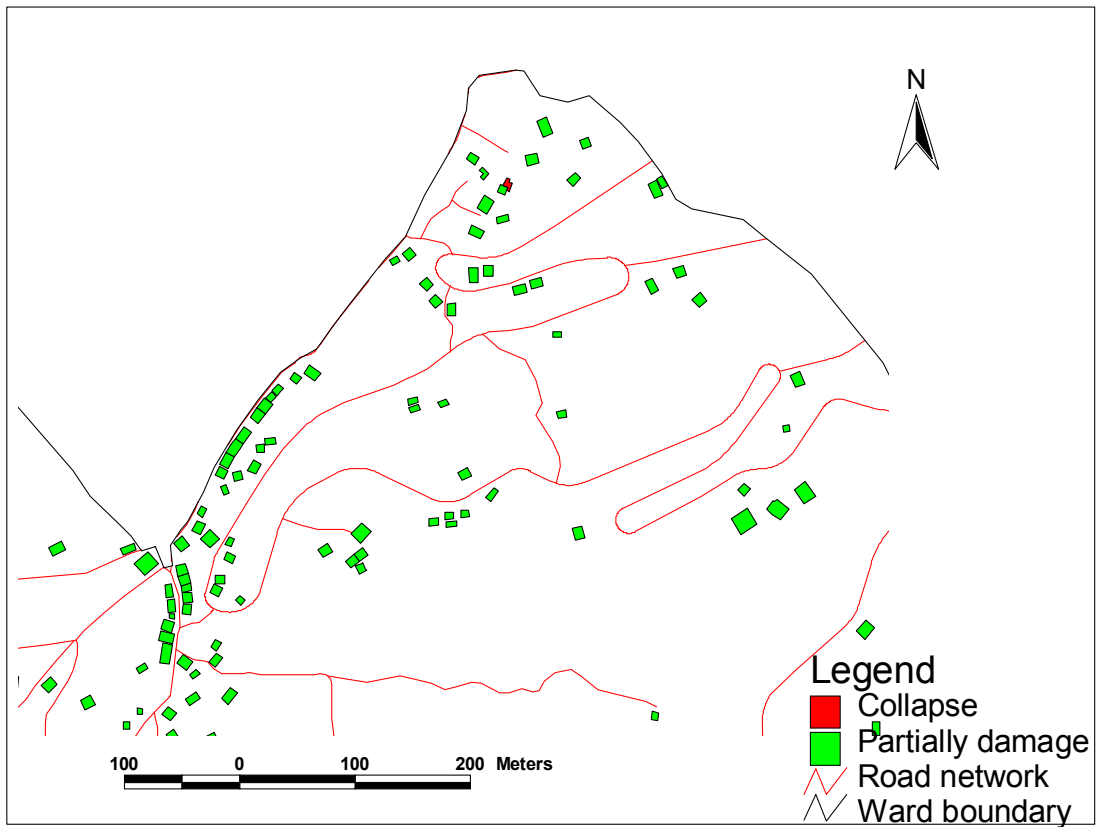 N
Legend
Collapse
Partially damage
Road network
Ward boundary
100 0 100 200 Meters